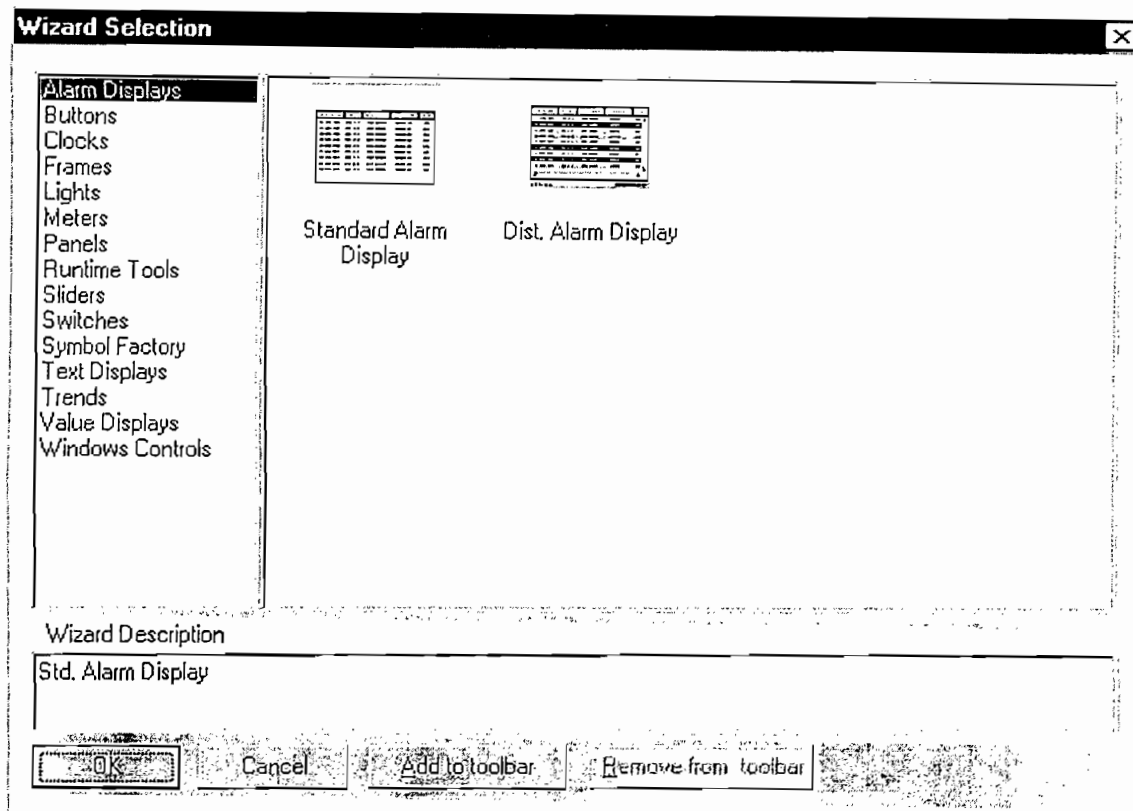 Wizard Selection
Alarm Displays
Buttons
Clocks
Frames
Lights
Meters
Panels
Runtime Tools
Sliders
Switches
Symbol Factory
Text Displays
Trends
Value Displays
Windows Controls
Standard Alarm
Display
Dist. Alarm Display
Wizard Description
Std. Alarm Display
OK
Cancel
Add to toolbar
Remove from toolbar